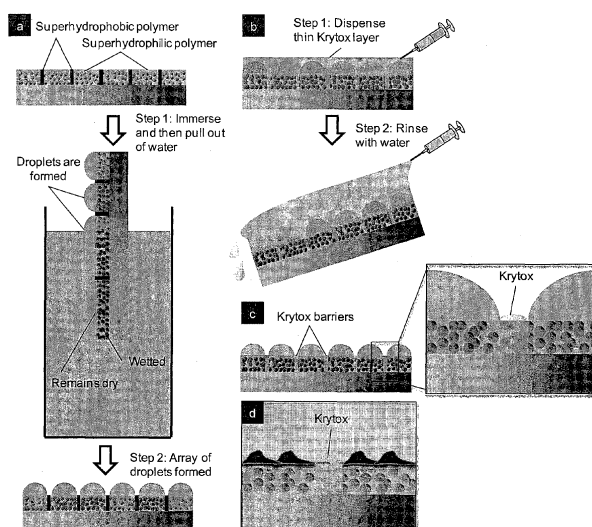 a
Superhydrophobic polymer
Superhydrophilic polymer
Step 1: Immerse
and then pull out
of water
Droplets are
formed
Wetted
Remains dry
Step 2: Array of
droplets formed
b
Step 1: Dispense
thin Krytox layer
Step 2: Rinse
with water
c
Krytox barriers
Krytox
d
Krytox